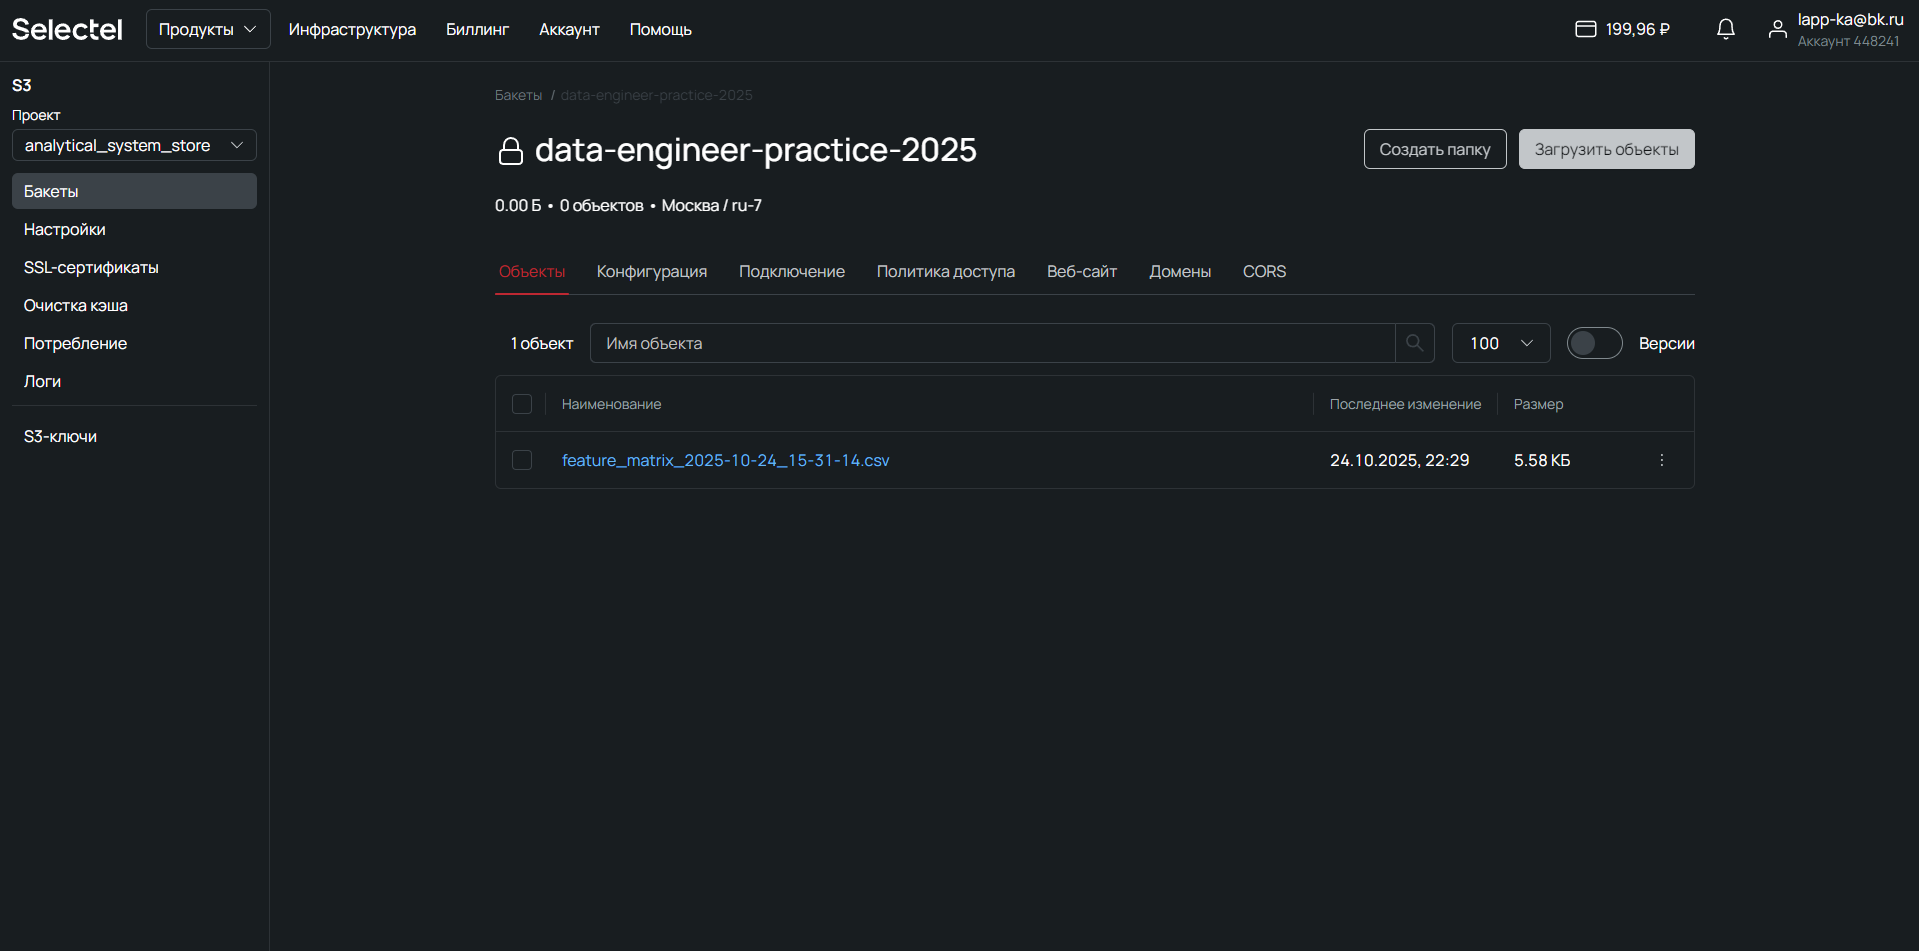 Selectel
Продукты
Инфраструктура
Биллинг
Аккаунт
Помощь
199,96 ₽
lapp-ka@bk.ru
Аккаунт 448241
S3
Проект
analytical_system_store
Бакеты
Настройки
SSL-сертификаты
Очистка кэша
Потребление
Логи
S3-ключи
Бакеты / data-engineer-practice-2025
data-engineer-practice-2025
Создать папку
Загрузить объекты
0.00 Б • 0 объектов • Москва / ru-7
Объекты
Конфигурация
Подключение
Политика доступа
Веб-сайт
Домены
CORS
1 объект
Имя объекта
100
Версии
Наименование
Последнее изменение
Размер
feature_matrix_2025-10-24_15-31-14.csv
24.10.2025, 22:29
5.58 КБ